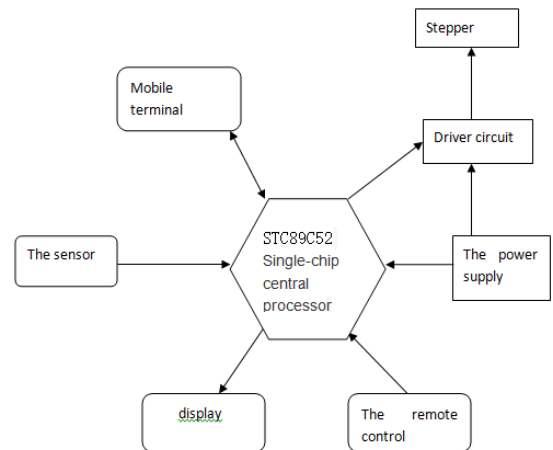 Stepper
Mobile
terminal
Driver circuit
STC89C52
Single-chip
central
processor
The sensor
The power
supply
display
The remote
control